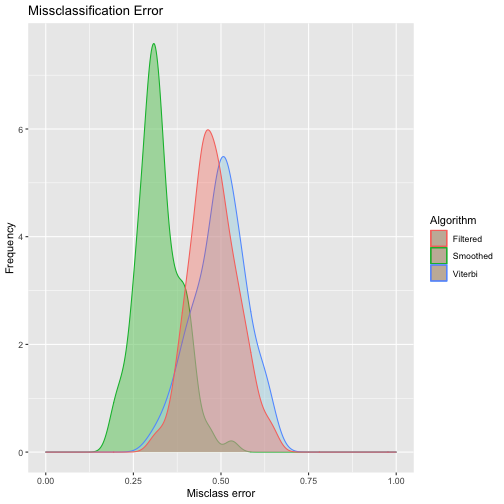 Missclassification Error
Frequency
6
4
2
0
0.00 0.25 0.50 0.75 1.00
Misclass error
Algorithm
Filtered
Smoothed
Viterbi